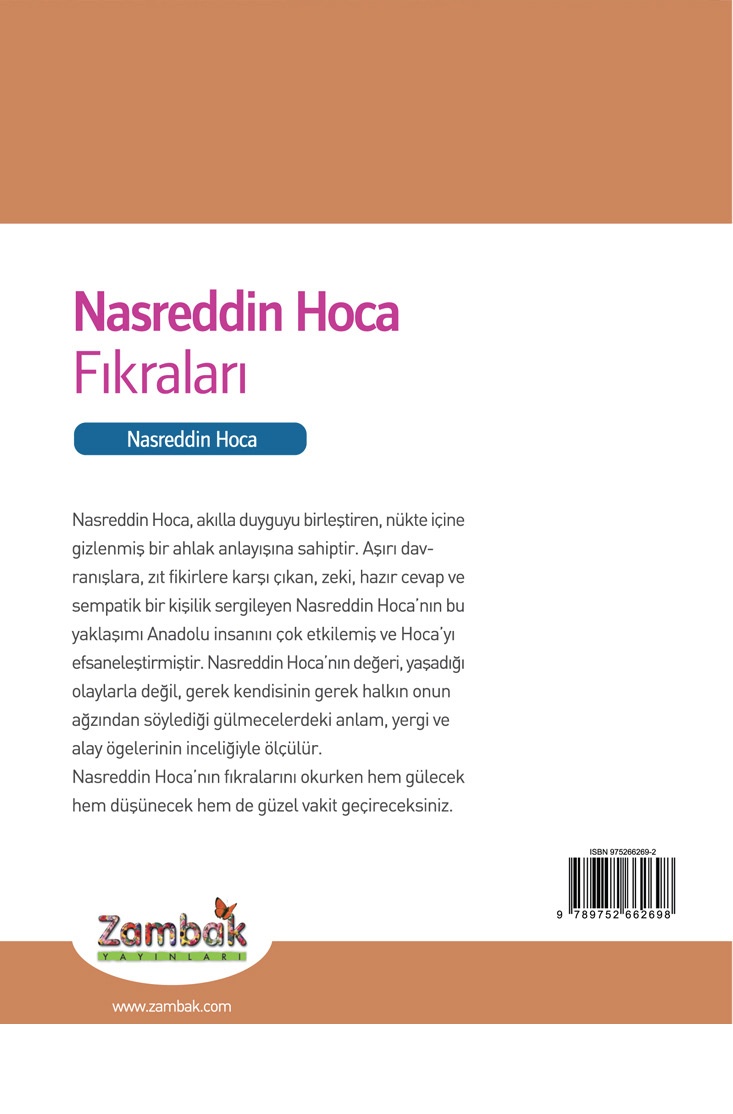 Nasreddin Hoca
Fıkraları
Nasreddin Hoca
Nasreddin Hoca, akılla duyguyu birleştiren, nükte içine
gizlenmiş bir ahlak anlayışına sahiptir. Aşırı dav-
ranışlara, zıt fikirlere karşı çıkan, zeki, hazır cevap ve
sempatik bir kişilik sergileyen Nasreddin Hoca’nın bu
yaklaşımı Anadolu insanını çok etkilemiş ve Hoca’yı
efsaneleştirmiştir. Nasreddin Hoca’nın değeri, yaşadığı
olaylarla değil, gerek kendisinin gerek halkın onun
ağzından söylediği gülmecelerdeki anlam, yergi ve
alay ögelerinin inceliğiyle ölçülür.
Nasreddin Hoca’nın fıkralarını okurken hem gülecek
hem düşünecek hem de güzel vakit geçireceksiniz.
ISBN 975266269-2
9 789752 662698
Zambak
YAYINLARI
www.zambak.com